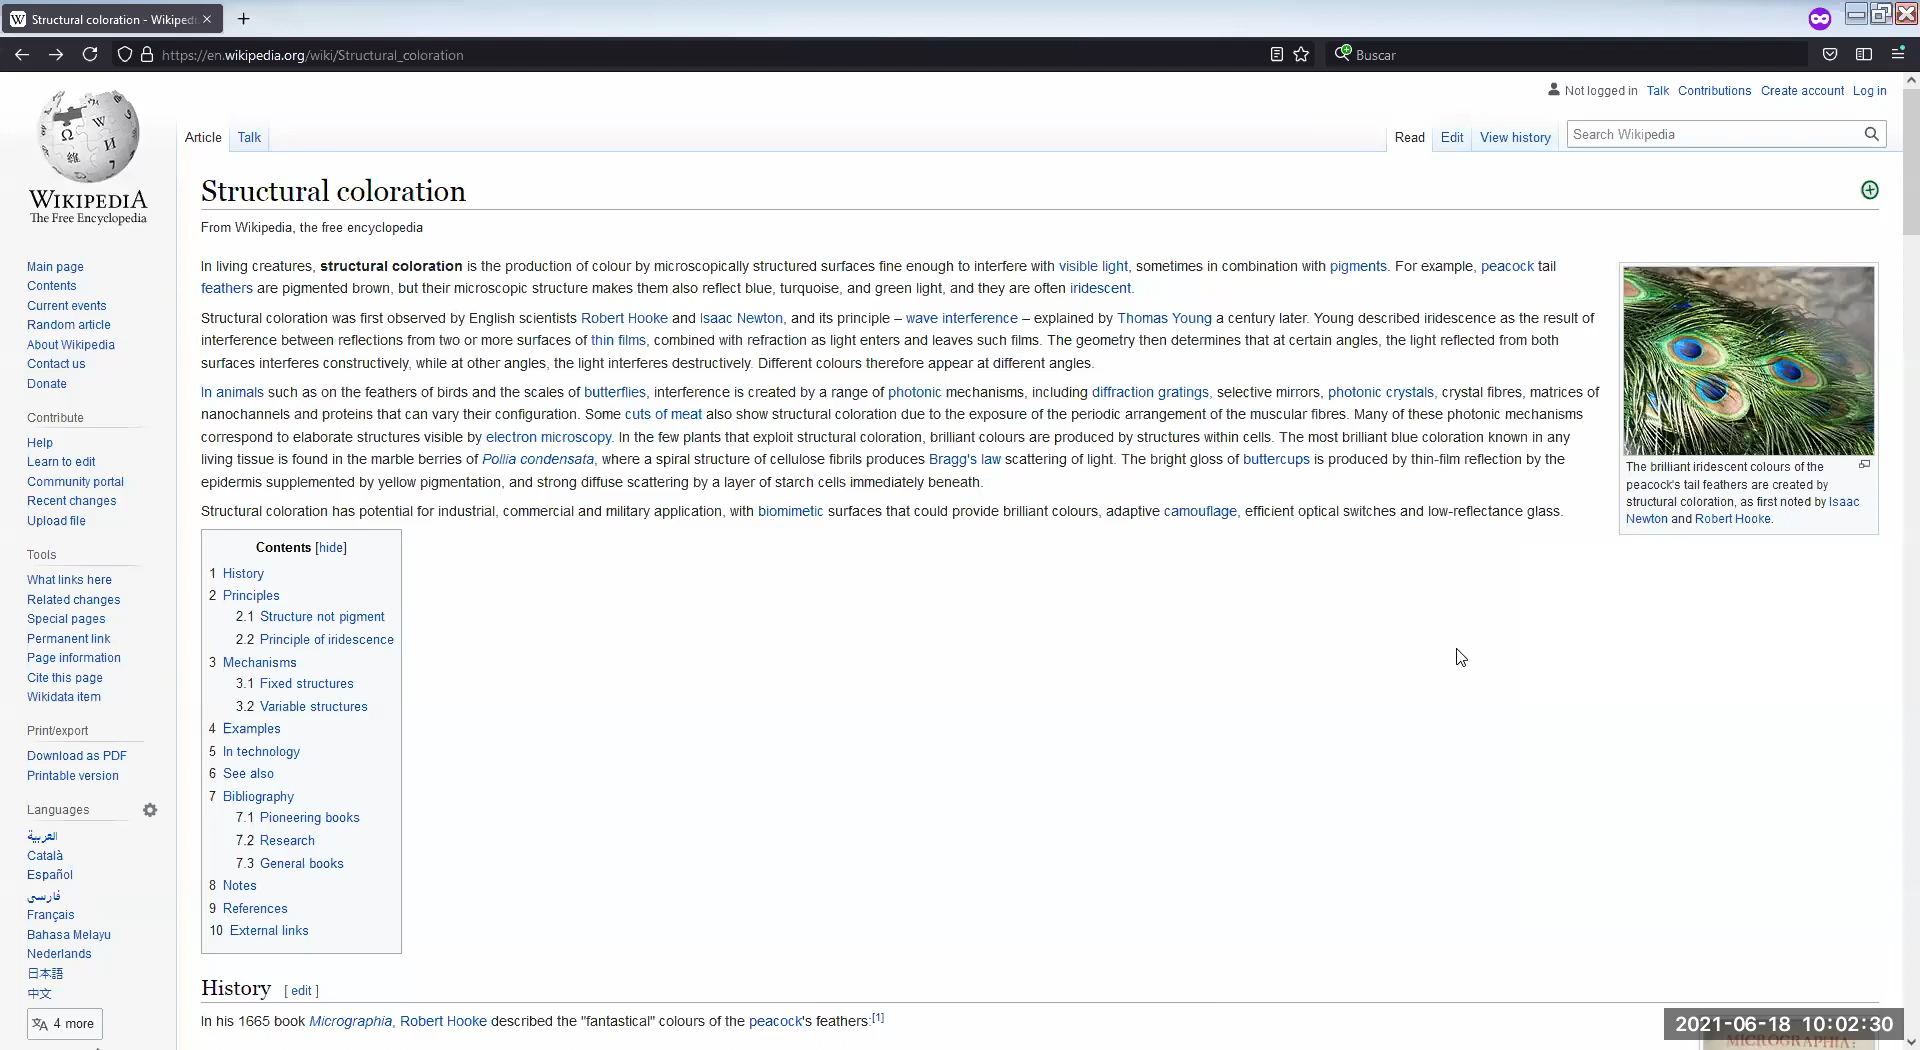 Structural coloration - Wikiped
https://en.wikipedia.org/wiki/Structural_coloration
Buscar
Not logged in Talk Contributions Create account Log in
Article Talk
Read Edit View history
Search Wikipedia
WIKIPEDIA
The Free Encyclopedia
Main page
Contents
Current events
Random article
About Wikipedia
Contact us
Donate
Contribute
Help
Learn to edit
Community portal
Recent changes
Upload file
Tools
What links here
Related changes
Special pages
Permanent link
Page information
Cite this page
Wikidata item
Print/export
Download as PDF
Printable version
Languages
العربية
Català
Español
فارسی
Français
Bahasa Melayu
Nederlands
日本語
中文
4 more
Structural coloration
From Wikipedia, the free encyclopedia
In living creatures, structural coloration is the production of colour by microscopically structured surfaces fine enough to interfere with visible light, sometimes in combination with pigments. For example, peacock tail
feathers are pigmented brown, but their microscopic structure makes them also reflect blue, turquoise, and green light, and they are often iridescent.
Structural coloration was first observed by English scientists Robert Hooke and Isaac Newton, and its principle – wave interference – explained by Thomas Young a century later. Young described iridescence as the result of
interference between reflections from two or more surfaces of thin films, combined with refraction as light enters and leaves such films. The geometry then determines that at certain angles, the light reflected from both
surfaces interferes constructively, while at other angles, the light interferes destructively. Different colours therefore appear at different angles.
In animals such as on the feathers of birds and the scales of butterflies, interference is created by a range of photonic mechanisms, including diffraction gratings, selective mirrors, photonic crystals, crystal fibres, matrices of
nanochannels and proteins that can vary their configuration. Some cuts of meat also show structural coloration due to the exposure of the periodic arrangement of the muscular fibres. Many of these photonic mechanisms
correspond to elaborate structures visible by electron microscopy. In the few plants that exploit structural coloration, brilliant colours are produced by structures within cells. The most brilliant blue coloration known in any
living tissue is found in the marble berries of Pollia condensata, where a spiral structure of cellulose fibrils produces Bragg's law scattering of light. The bright gloss of buttercups is produced by thin-film reflection by the
epidermis supplemented by yellow pigmentation, and strong diffuse scattering by a layer of starch cells immediately beneath.
Structural coloration has potential for industrial, commercial and military application, with biomimetic surfaces that could provide brilliant colours, adaptive camouflage, efficient optical switches and low-reflectance glass.
The brilliant iridescent colours of the
peacock's tail feathers are created by
structural coloration, as first noted by Isaac
Newton and Robert Hooke.
Contents [hide]
1 History
2 Principles
2.1 Structure not pigment
2.2 Principle of iridescence
3 Mechanisms
3.1 Fixed structures
3.2 Variable structures
4 Examples
5 In technology
6 See also
7 Bibliography
7.1 Pioneering books
7.2 Research
7.3 General books
8 Notes
9 References
10 External links
History [ edit ]
In his 1665 book Micrographia, Robert Hooke described the "fantastical" colours of the peacock's feathers:[1]
2021-06-18 10:02:30
MICROGRAPHIA: